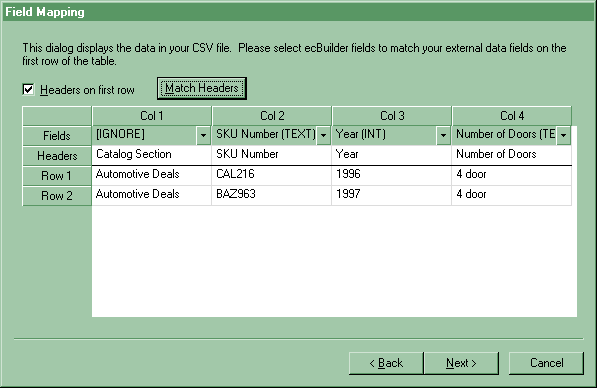 Field Mapping
This dialog displays the data in your CSV file. Please select ecBuilder fields to match your external data fields on the
first row of the table.
Headers on first row Match Headers
Col 1 Col 2 Col 3 Col 4
Fields [IGNORE] SKU Number (TEXT) Year (INT) Number of Doors (TE
Headers Catalog Section SKU Number Year Number of Doors
Row 1 Automotive Deals CAL216 1996 4 door
Row 2 Automotive Deals BAZ963 1997 4 door
< Back Next > Cancel